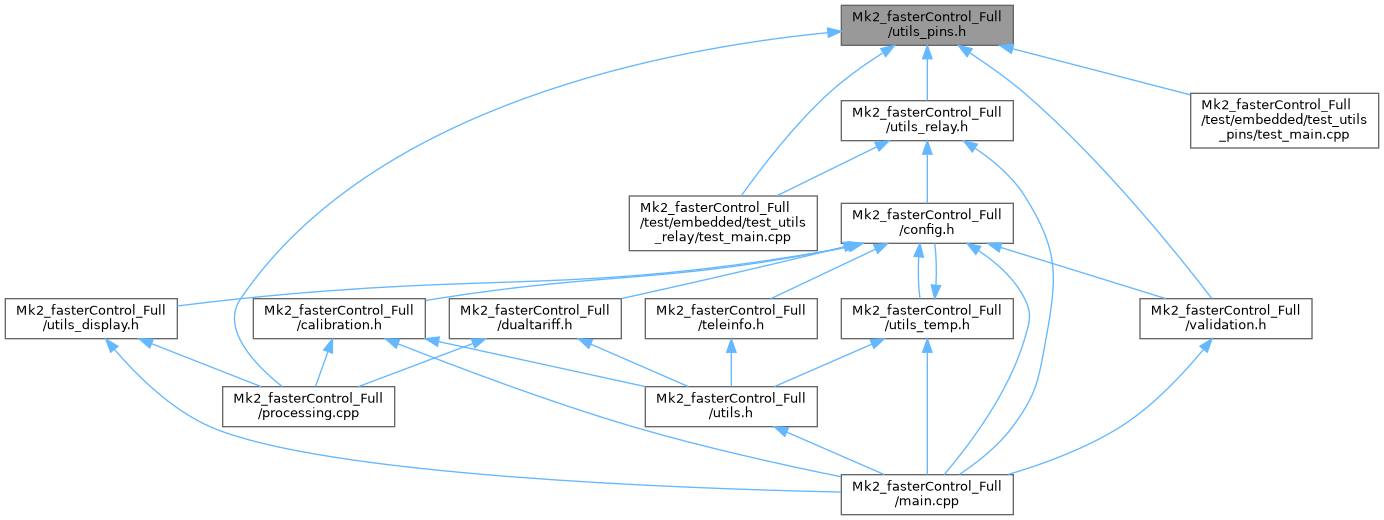 Mk2_fasterControl_Full
/utils_pins.h
Mk2_fasterControl_Full
/utils_relay.h
Mk2_fasterControl_Full
/test/embedded/test_utils
_pins/test_main.cpp
Mk2_fasterControl_Full
/test/embedded/test_utils
_relay/test_main.cpp
Mk2_fasterControl_Full
/config.h
Mk2_fasterControl_Full
/utils_display.h
Mk2_fasterControl_Full
/calibration.h
Mk2_fasterControl_Full
/dualtariff.h
Mk2_fasterControl_Full
/teleinfo.h
Mk2_fasterControl_Full
/utils_temp.h
Mk2_fasterControl_Full
/validation.h
Mk2_fasterControl_Full
/processing.cpp
Mk2_fasterControl_Full
/utils.h
Mk2_fasterControl_Full
/main.cpp